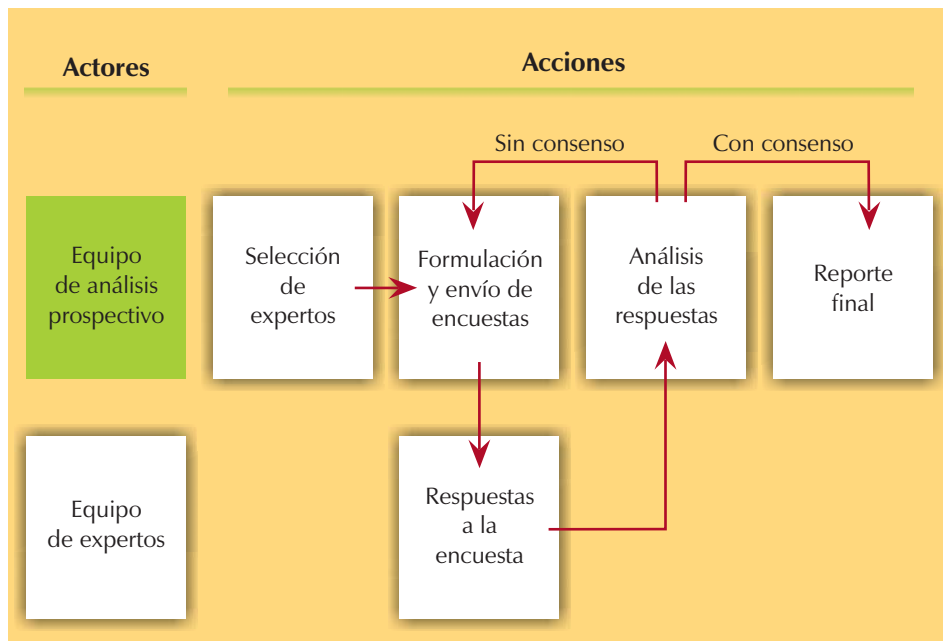 Actores
Acciones
Sin consenso
Con consenso
Equipo
de análisis
prospectivo
Selección
de
expertos
Formulación
y envío de
encuestas
Análisis
de las
respuestas
Reporte
final
Equipo
de expertos
Respuestas
a la
encuesta